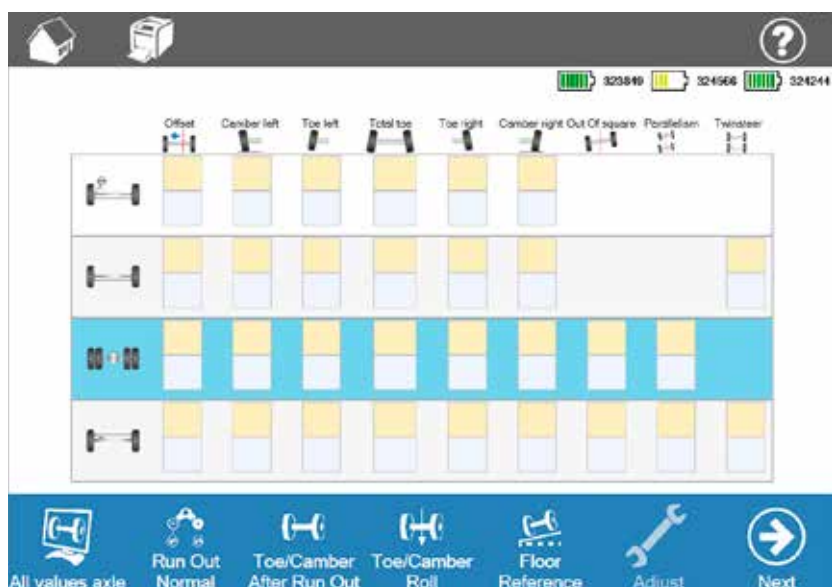 ?
323849 324566 324244
Offset Camber left Toe left Total toe Toe right Camber right Out Of square Parallelism Twinsteer
All values axle
Run Out
Normal
Toe/Camber
After Run Out
Toe/Camber
Roll
Floor
Reference
Adjust
Next